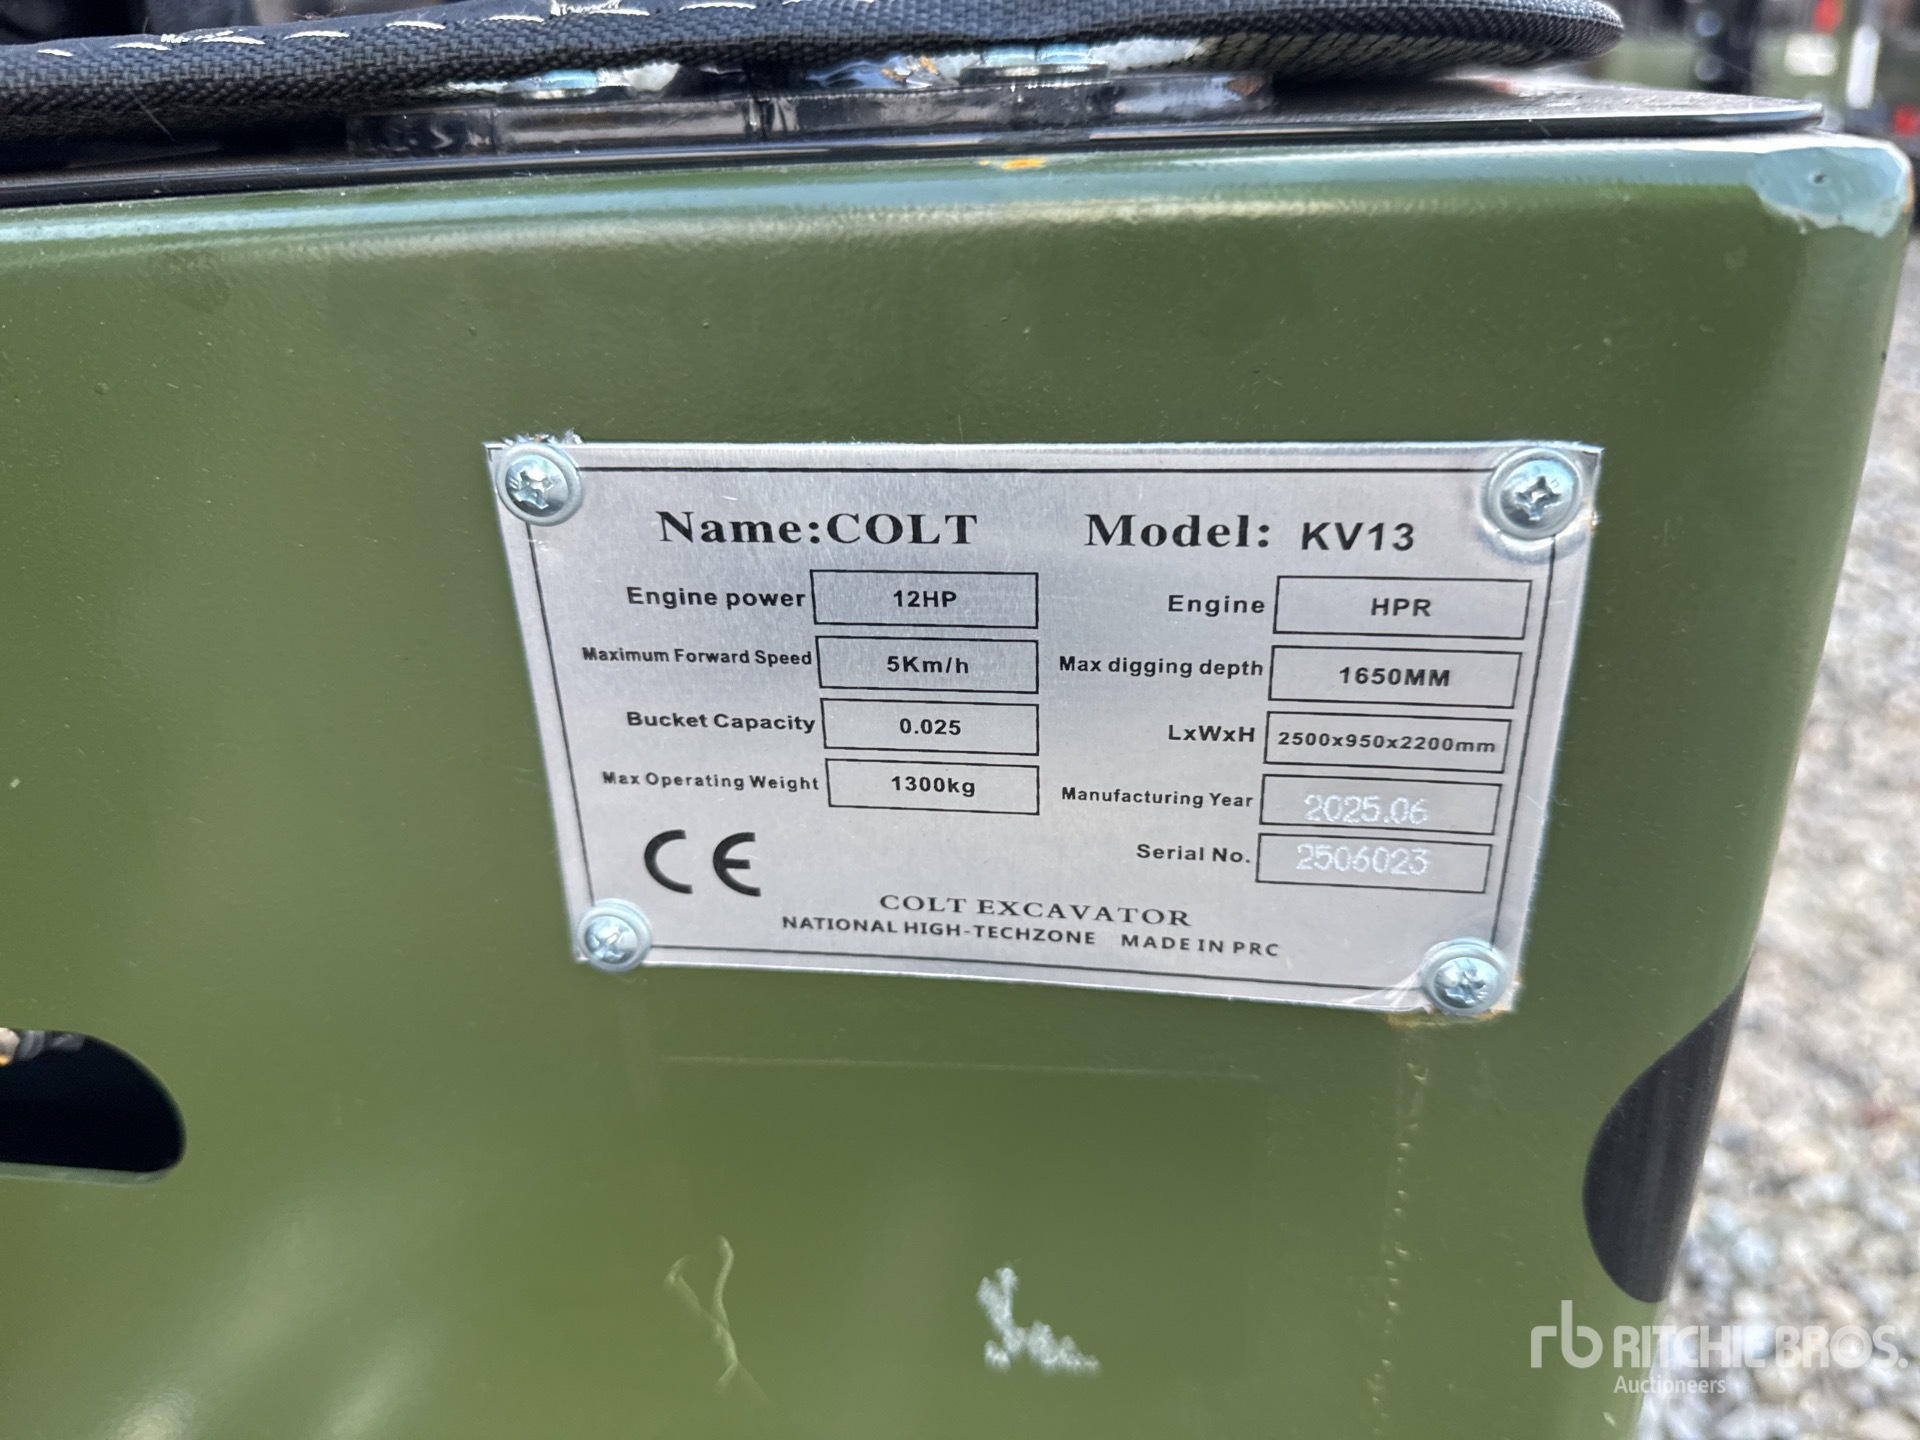 Name:COLT Model: KV13
Engine power 12HP Engine HPR
Maximum Forward Speed 5Km/h Max digging depth 1650MM
Bucket Capacity 0.025 LxWxH 2500x950x2200mm
Max Operating Weight 1300kg Manufacturing Year 2025.06
CE Serial No. 2506023
COLT EXCAVATOR
NATIONAL HIGH-TECHZONE MADE IN PRC
rb RITCHIE BROS.
Auctioneers